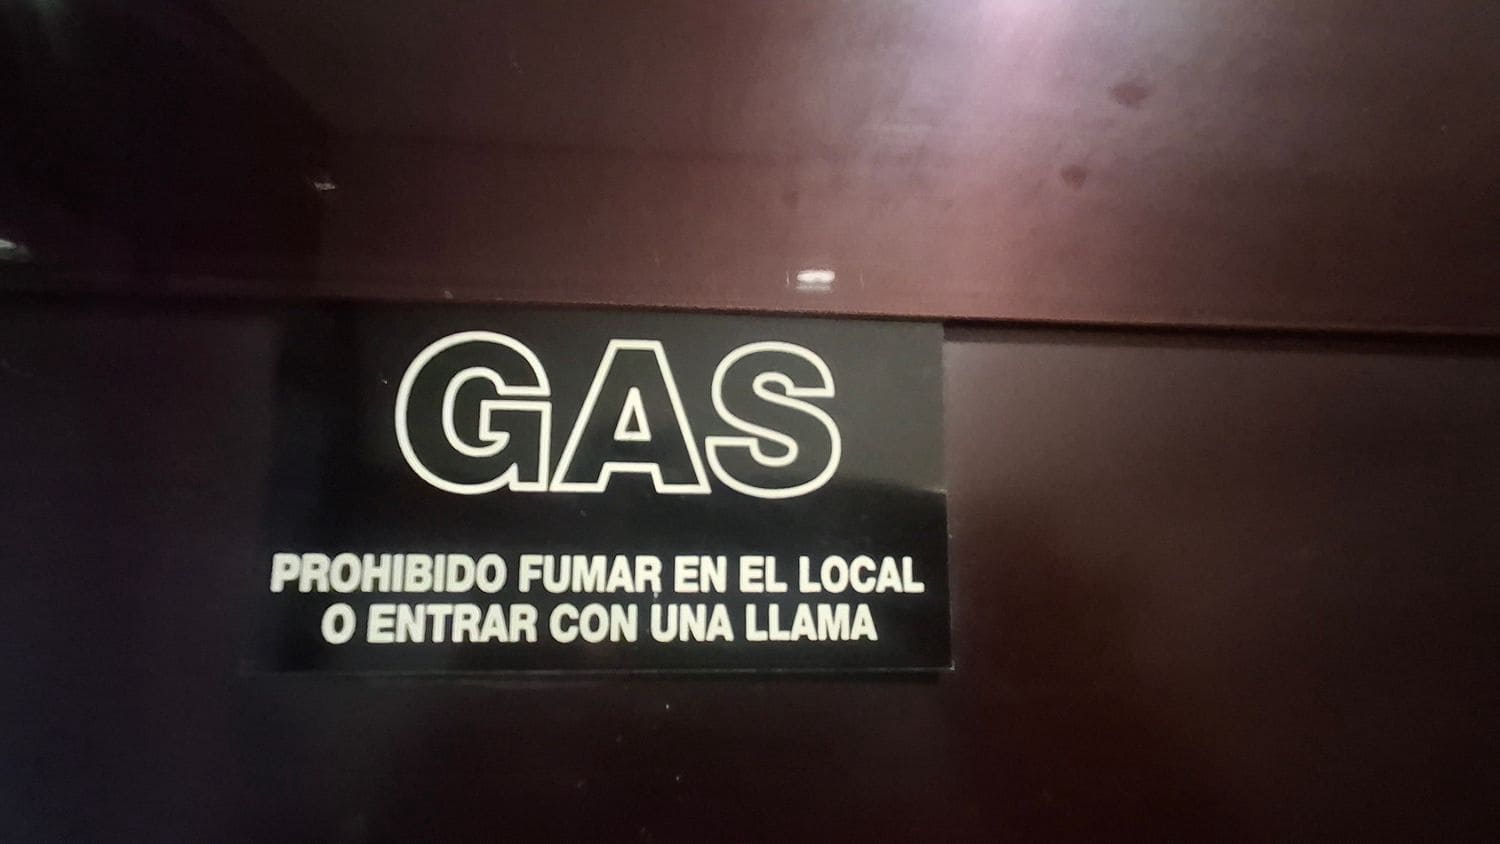 GAS
PROHIBIDO FUMAR EN EL LOCAL
O ENTRAR CON UNA LLAMA